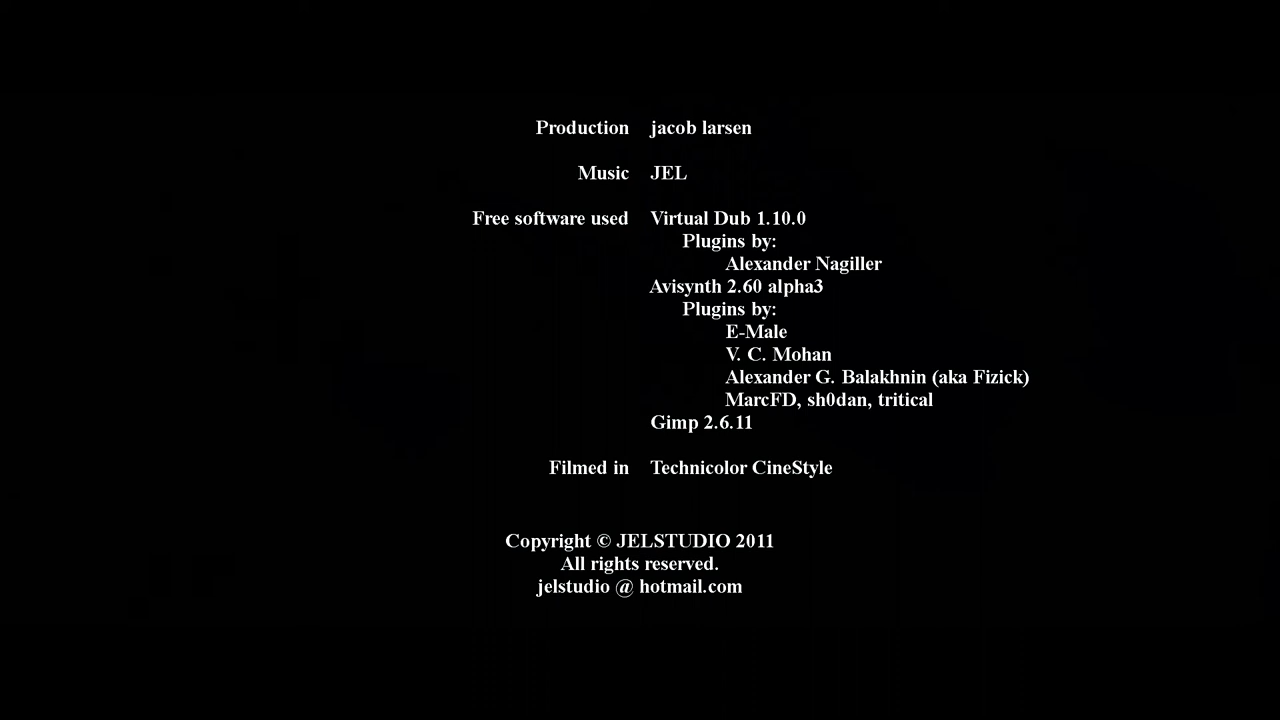 Production jacob larsen
Music JEL
Free software used Virtual Dub 1.10.0
Plugins by:
Alexander Nagiller
Avisynth 2.60 alpha3
Plugins by:
E-Male
V. C. Mohan
Alexander G. Balakhnin (aka Fizick)
MarcFD, sh0dan, tritical
Gimp 2.6.11
Filmed in Technicolor CineStyle
Copyright © JELSTUDIO 2011
All rights reserved.
jelstudio @ hotmail.com